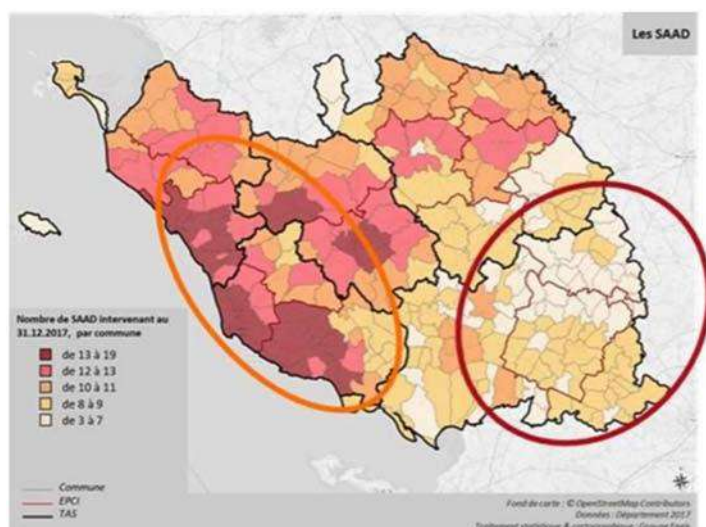 Les SAAD
Nombre de SAAD intervenant au
31.12.2017, par commune
de 13 à 19
de 12 à 13
de 10 à 11
de 8 à 9
de 3 à 7
Commune
EPCI
TAS
Fond de carte : © OpenStreetMap Contributors
Données : Département 2017